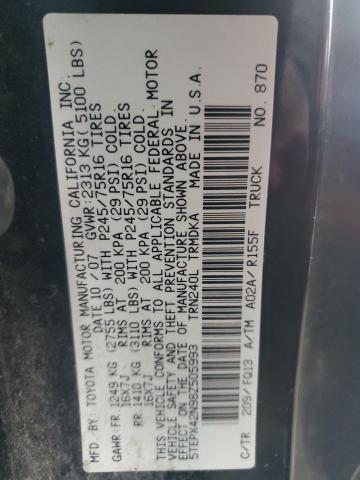 MFD. BY: TOYOTA MOTOR MANUFACTURING CALIFORNIA INC.
DATE 10/07 GVWR:2313 KG( 5100 LBS)
GAWR:FR 1249 KG (2755 LBS) WITH P245/75R16 TIRES
16X7J RIMS AT 200 KPA (29 PSI) COLD.
RR 1410 KG (3110 LBS) WITH P245/75R16 TIRES
16X7J RIMS AT 200 KPA (29 PSI) COLD.
THIS VEHICLE CONFORMS TO ALL APPLICABLE FEDERAL MOTOR
VEHICLE SAFETY AND THEFT PREVENTION STANDARDS IN
EFFECT ON THE DATE OF MANUFACTURE SHOWN ABOVE.
5TEPX42N98Z505993 TRN240L TRMDKA MADE IN U.S.A.
C/TR 209/FQ13 A/TM A02A/R155F TRUCK
NO. 870